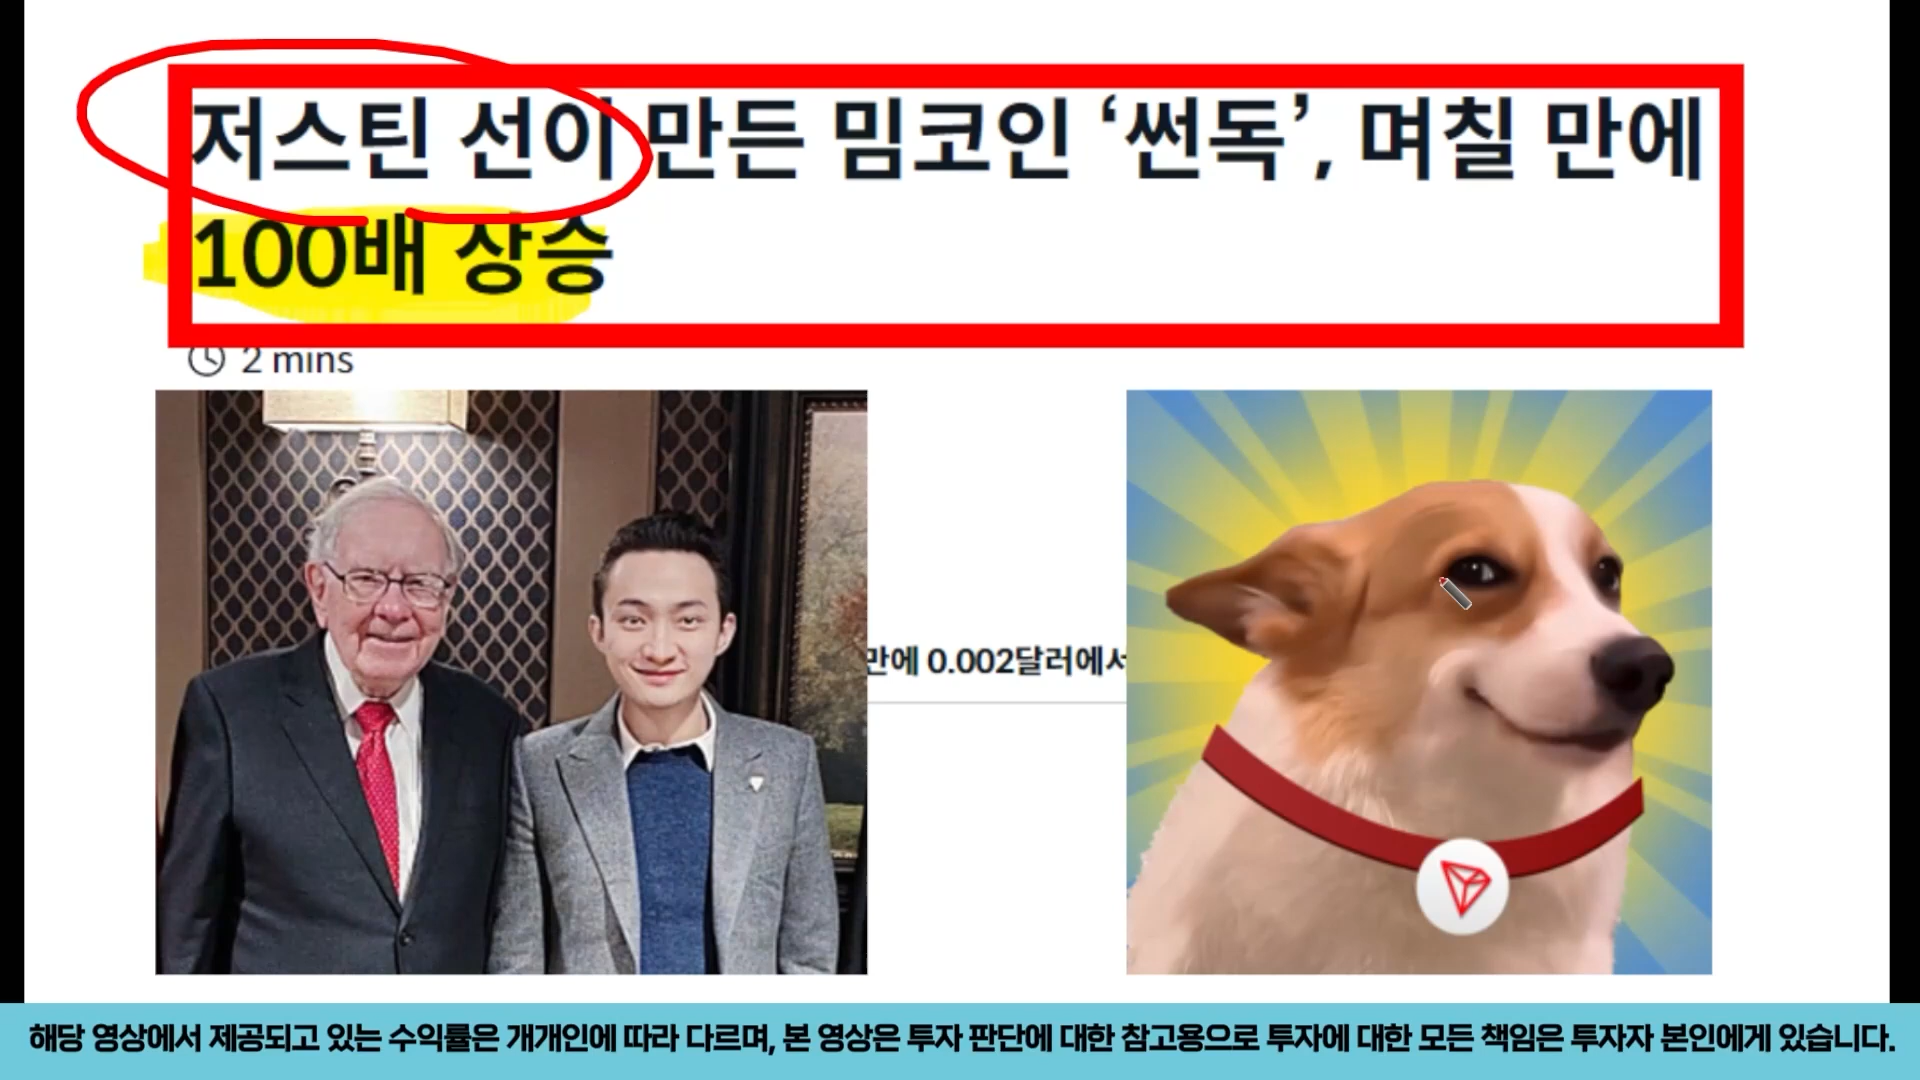 저스틴 선이 만든 밈코인 ‘썬독’, 며칠 만에
100배 상승
2 mins
만에 0.002달러에서
해당 영상에서 제공되고 있는 수익률은 개개인에 따라 다르며, 본 영상은 투자 판단에 대한 참고용으로 투자에 대한 모든 책임은 투자자 본인에게 있습니다.